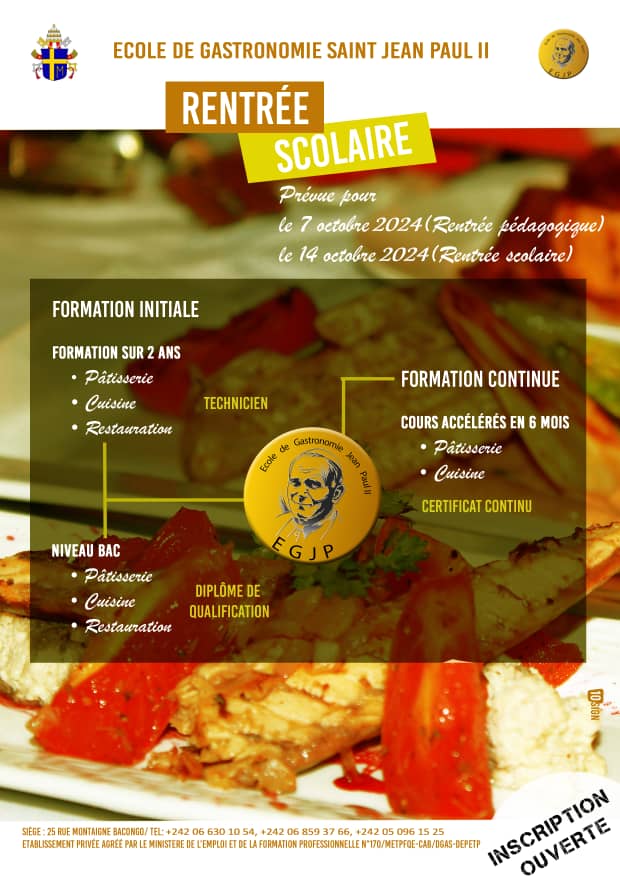 ECOLE DE GASTRONOMIE SAINT JEAN PAUL II
RENTRÉE
SCOLAIRE
Prévue pour
le 7 octobre 2024 (Rentrée pédagogique)
le 14 octobre 2024 (Rentrée scolaire)
FORMATION INITIALE
FORMATION SUR 2 ANS
• Pâtisserie
• Cuisine
• Restauration
TECHNICIEN
FORMATION CONTINUE
COURS ACCÉLÉRÉS EN 6 MOIS
• Pâtisserie
• Cuisine
CERTIFICAT CONTINU
Ecole de Gastronomie Jean Paul II
EGJP
NIVEAU BAC
• Pâtisserie
• Cuisine
• Restauration
DIPLÔME DE
QUALIFICATION
SIÈGE : 25 RUE MONTAIGNE BACONGO/ TEL: +242 06 630 10 54, +242 06 859 37 66, +242 05 096 15 25
ETABLISSEMENT PRIVÉE AGRÉÉ PAR LE MINISTERE DE L'EMPLOI ET DE LA FORMATION PROFESSIONNELLE N°170/METPFQE-CAB/DGAS-DEPETP
INSCRIPTION
OUVERTE